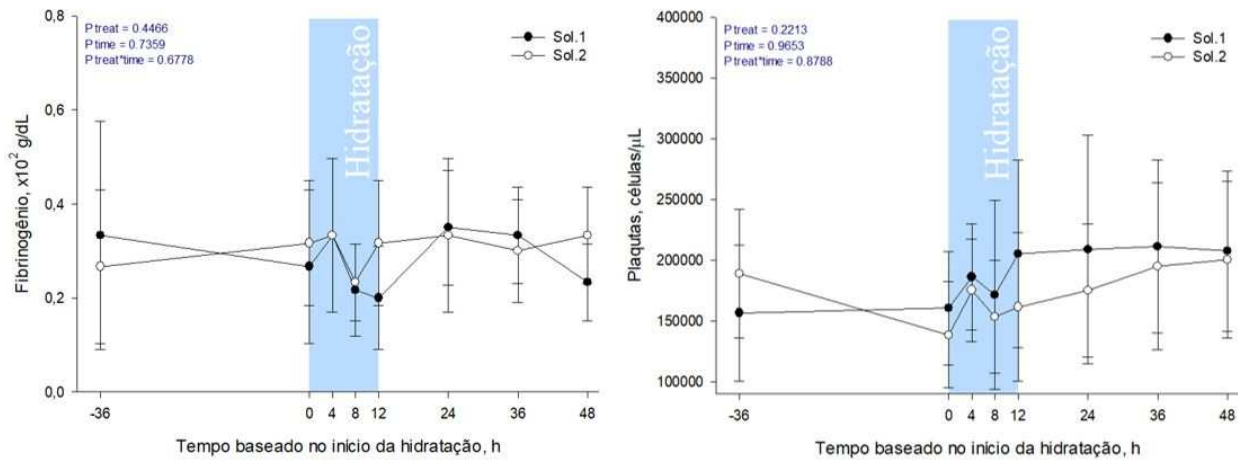 0,8
0,6
0,4
0,2
0,0
Fibrinogênio, x10² g/dL
P treat = 0.4466
P time = 0.7359
P treat*time = 0.6778
Hidratação
Sol.1
Sol.2
-36 0 4 8 12 24 36 48
Tempo baseado no início da hidratação, h
400000
350000
300000
250000
200000
150000
100000
Plaqutas, células/μL
P treat = 0.2213
P time = 0.9653
P treat*time = 0.8788
Hidratação
Sol.1
Sol.2
-36 0 4 8 12 24 36 48
Tempo baseado no início da hidratação, h